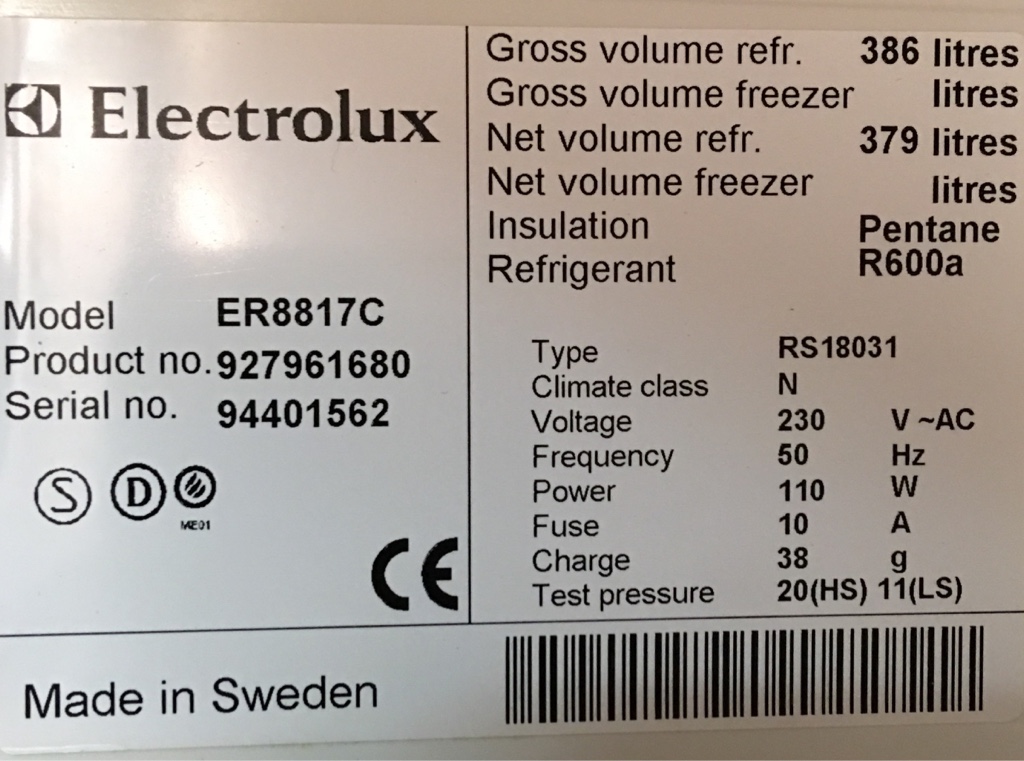 Electrolux
Model ER8817C
Product no. 927961680
Serial no. 94401562
S D
ME01
CE
Gross volume refr. 386 litres
Gross volume freezer litres
Net volume refr. 379 litres
Net volume freezer litres
Insulation Pentane
Refrigerant R600a
Type RS18031
Climate class N
Voltage 230 V ~AC
Frequency 50 Hz
Power 110 W
Fuse 10 A
Charge 38 g
Test pressure 20(HS) 11(LS)
Made in Sweden